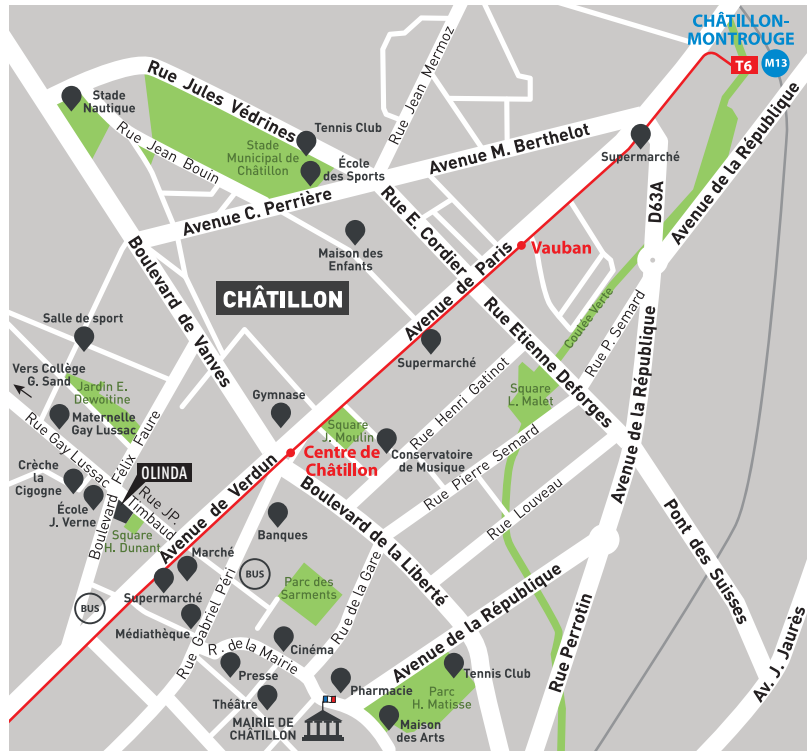 CHÂTILLON-
MONTROUGE
T6
M13
Stade
Nautique
Rue Jules Védrines
Rue Jean Mermoz
Rue Jean Bouin
Tennis Club
Stade
Municipal de
Châtillon
École
des Sports
Avenue M. Berthelot
Supermarché
Avenue de la République
D63A
Avenue C. Perrière
Rue E. Cordier
Maison des
Enfants
Vauban
Avenue de Paris
Boulevard de Vanves
CHÂTILLON
Rue Etienne Deforges
Coulée Verte
Rue P. Semard
Avenue de la République
Salle de sport
Supermarché
Vers Collège
G. Sand
Jardin E.
Dewoitine
Rue Henri Gatinot
Square
L. Malet
Gymnase
Maternelle
Gay Lussac
Square
J. Moulin
Rue Gay Lussac
Boulevard Félix Faure
Centre de
Châtillon
Conservatoire
de Musique
Rue Pierre Semard
Crèche
la
Cigogne
OLINDA
École
J. Verne
Rue JP.
Timbaud
Avenue de Verdun
Boulevard de la Liberté
Rue Louveau
Square
H. Dunant
Banques
Pont des Suisses
Marché
BUS
Supermarché
BUS
Parc des
Sarments
Rue de la Gare
Avenue de la République
Médiathèque
Rue Gabriel Péri
R. de la Mairie
Cinéma
Rue Perrotin
Av. J. Jaurès
Presse
Tennis Club
Pharmacie
Parc
H. Matisse
Théâtre
MAIRIE DE
CHÂTILLON
Maison
des Arts